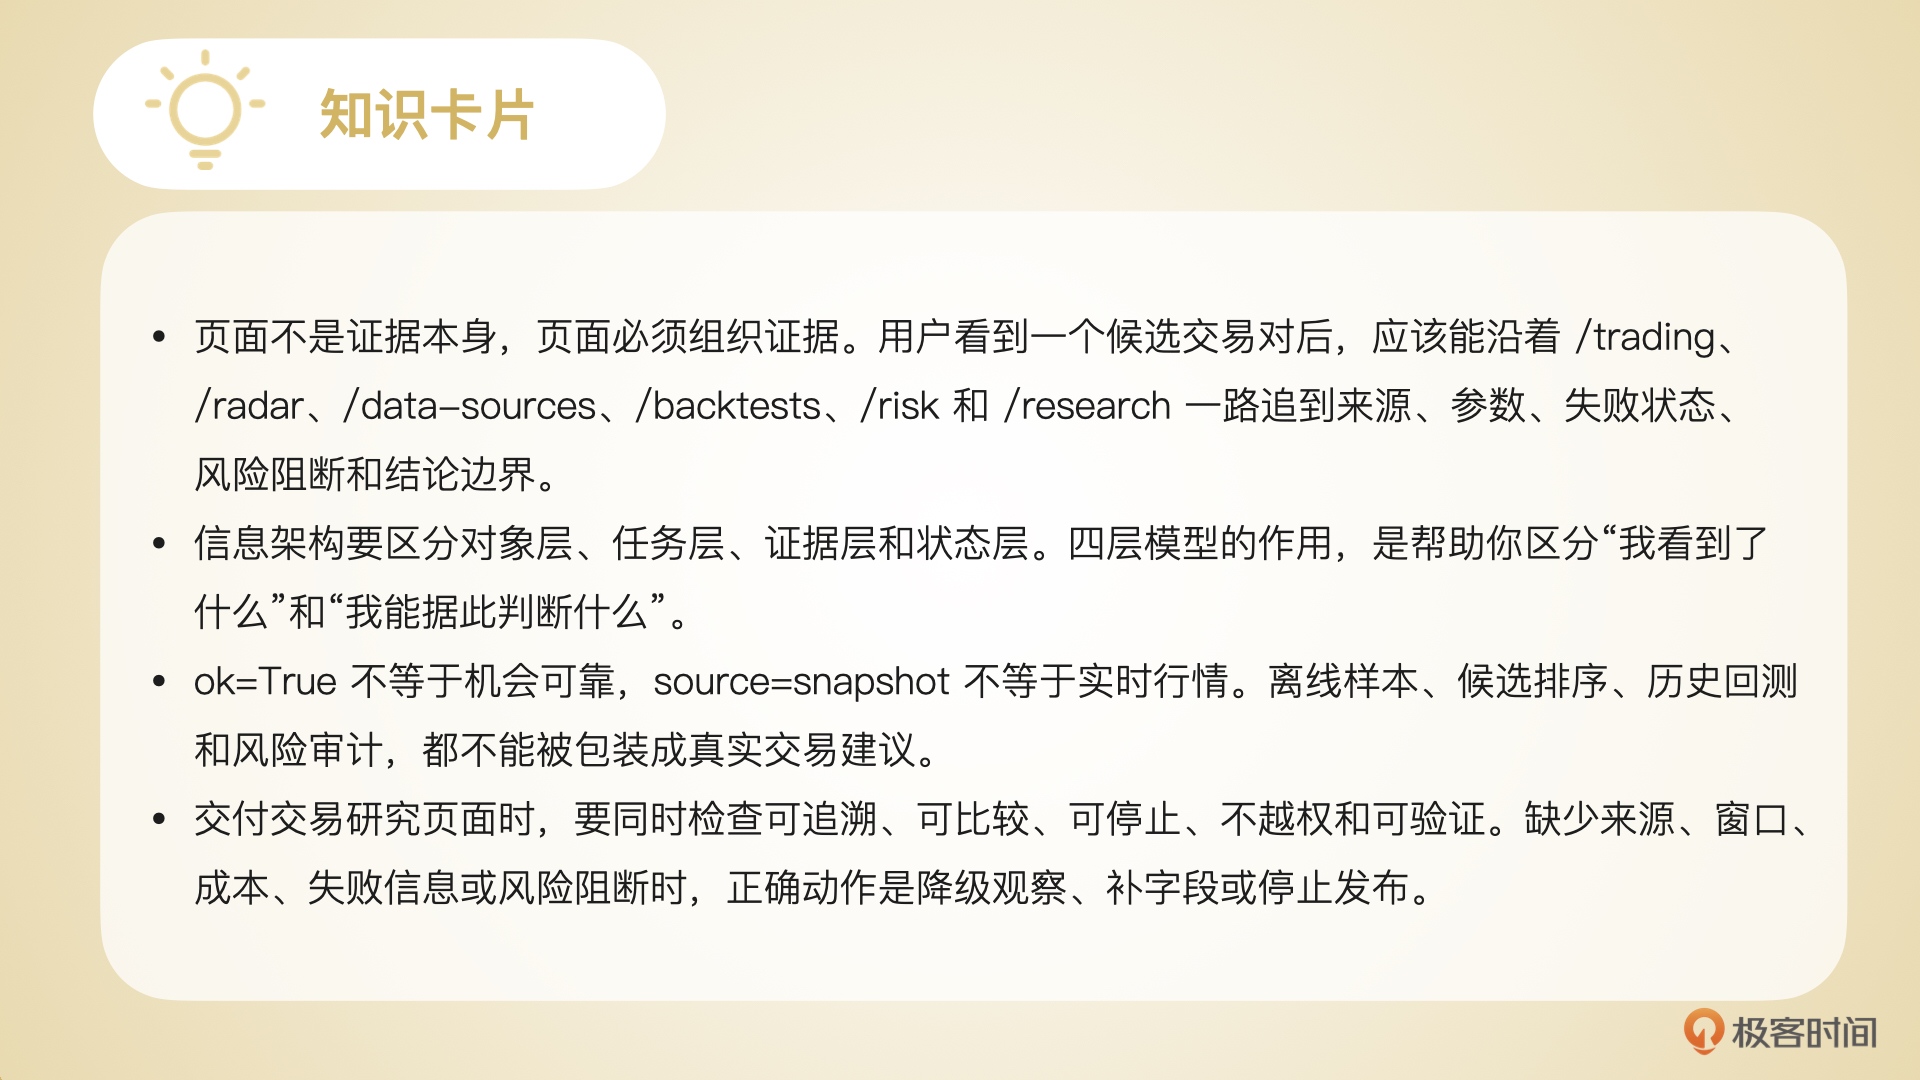 知识卡片
• 页面不是证据本身，页面必须组织证据。用户看到一个候选交易对后，应该能沿着 /trading、
/radar、/data-sources、/backtests、/risk 和 /research 一路追到来源、参数、失败状态、
风险阻断和结论边界。
• 信息架构要区分对象层、任务层、证据层和状态层。四层模型的作用，是帮助你区分“我看到了
什么”和“我能据此判断什么”。
• ok=True 不等于机会可靠，source=snapshot 不等于实时行情。离线样本、候选排序、历史回测
和风险审计，都不能被包装成真实交易建议。
• 交付交易研究页面时，要同时检查可追溯、可比较、可停止、不越权和可验证。缺少来源、窗口、
成本、失败信息或风险阻断时，正确动作是降级观察、补字段或停止发布。
极客时间